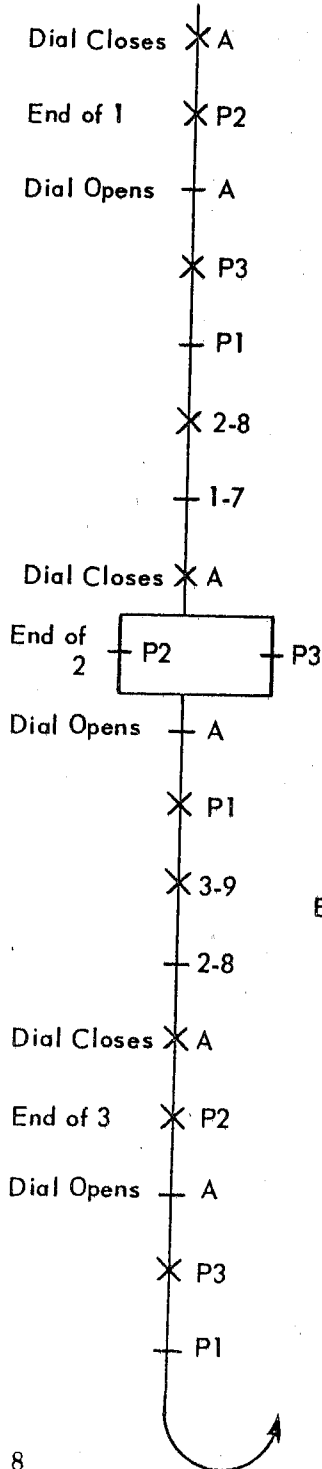 Dial Closes A
End of 1 P2
Dial Opens A
P3
P1
2-8
1-7
Dial Closes A
End of 2 P2 P3
Dial Opens A
P1
3-9
E
2-8
Dial Closes A
End of 3 P2
Dial Opens A
P3
P1
8